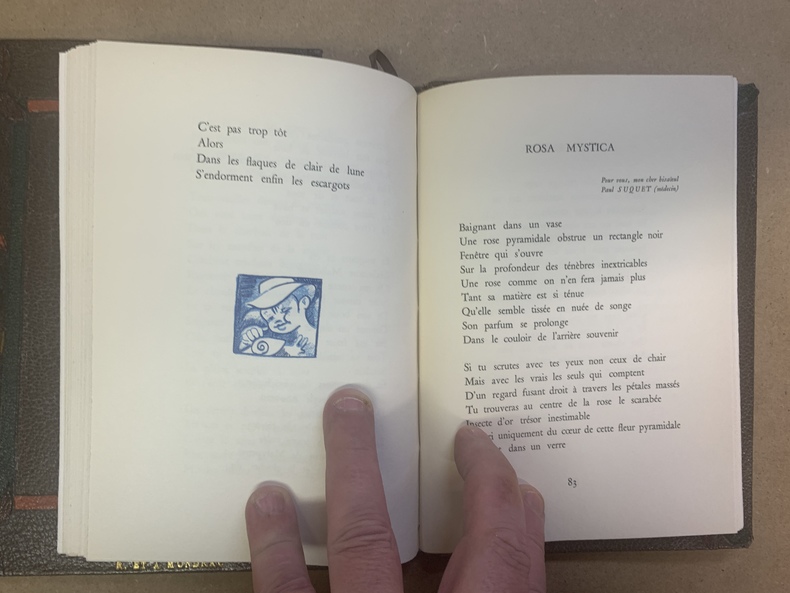 C'est pas trop tôt
Alors
Dans les flaques de clair de lune
S'endorment enfin les escargots
ROSA MYSTICA
Pour vous, mon cher bisaïeul
Paul SUQUET (médecin)
Baignant dans un vase
Une rose pyramidale obstrue un rectangle noir
Fenêtre qui s'ouvre
Sur la profondeur des ténèbres inextricables
Une rose comme on n'en fera jamais plus
Tant sa matière est si ténue
Qu'elle semble tissée en nuée de songe
Son parfum se prolonge
Dans le couloir de l'arrière souvenir
Si tu scrutes avec tes yeux non ceux de chair
Mais avec les vrais les seuls qui comptent
D'un regard fusant droit à travers les pétales massés
Tu trouveras au centre de la rose le scarabée
Insecte d'or trésor inestimable
uniquement du cœur de cette fleur pyramidale
dans un verre
83